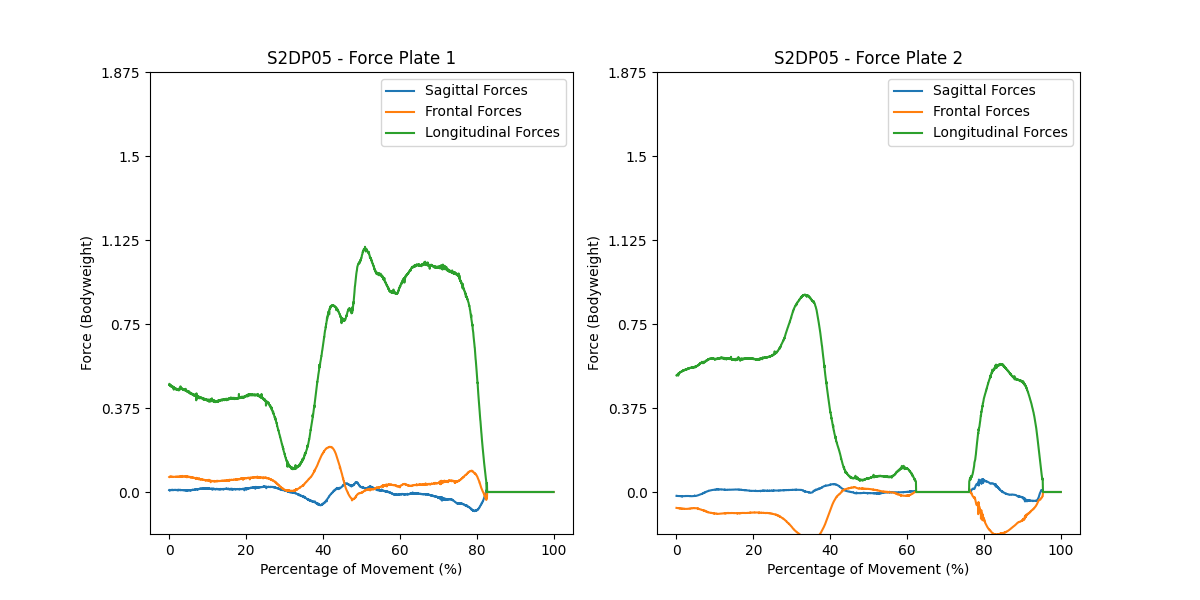 S2DP05 - Force Plate 1
1.875
1.5
1.125
0.75
0.375
0.0
Force (Bodyweight)
Sagittal Forces
Frontal Forces
Longitudinal Forces
0 20 40 60 80 100
Percentage of Movement (%)
S2DP05 - Force Plate 2
1.875
1.5
1.125
0.75
0.375
0.0
Force (Bodyweight)
Sagittal Forces
Frontal Forces
Longitudinal Forces
0 20 40 60 80 100
Percentage of Movement (%)